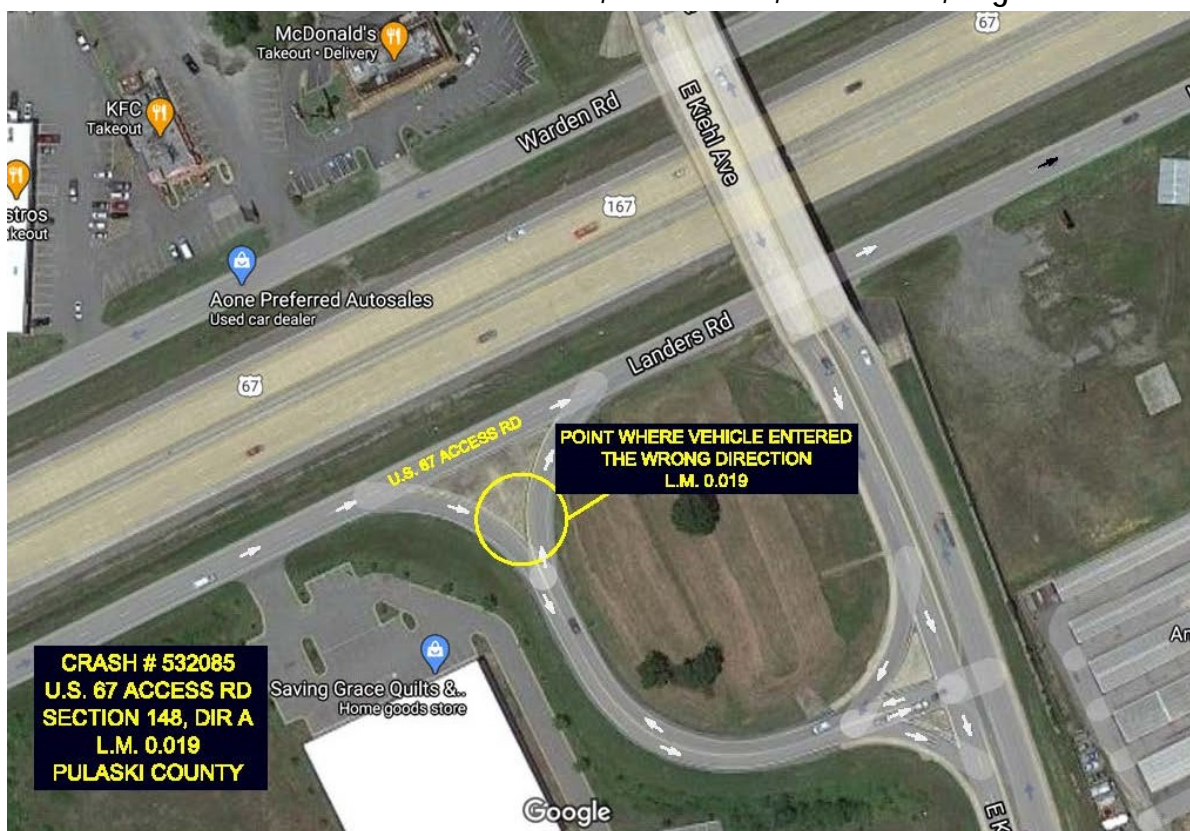 67
McDonald's
Takeout • Delivery
KFC
Takeout
Warden Rd
E Kiehl Ave
stros
keout
167
Aone Preferred Autosales
Used car dealer
Landers Rd
67
U.S. 67 ACCESS RD
POINT WHERE VEHICLE ENTERED
THE WRONG DIRECTION
L.M. 0.019
CRASH # 532085
U.S. 67 ACCESS RD
SECTION 148, DIR A
L.M. 0.019
PULASKI COUNTY
Saving Grace Quilts &..
Home goods store
An
Google
E K